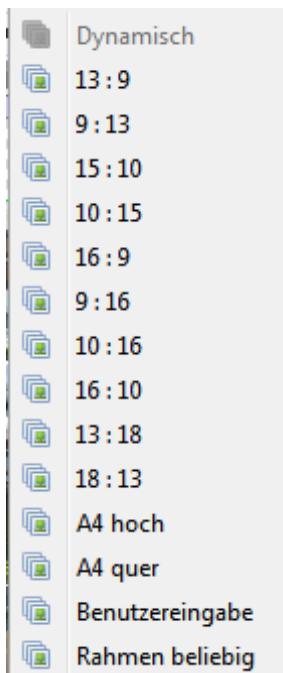 Dynamisch
13 : 9
9 : 13
15 : 10
10 : 15
16 : 9
9 : 16
10 : 16
16 : 10
13 : 18
18 : 13
A4 hoch
A4 quer
Benutzereingabe
Rahmen beliebig